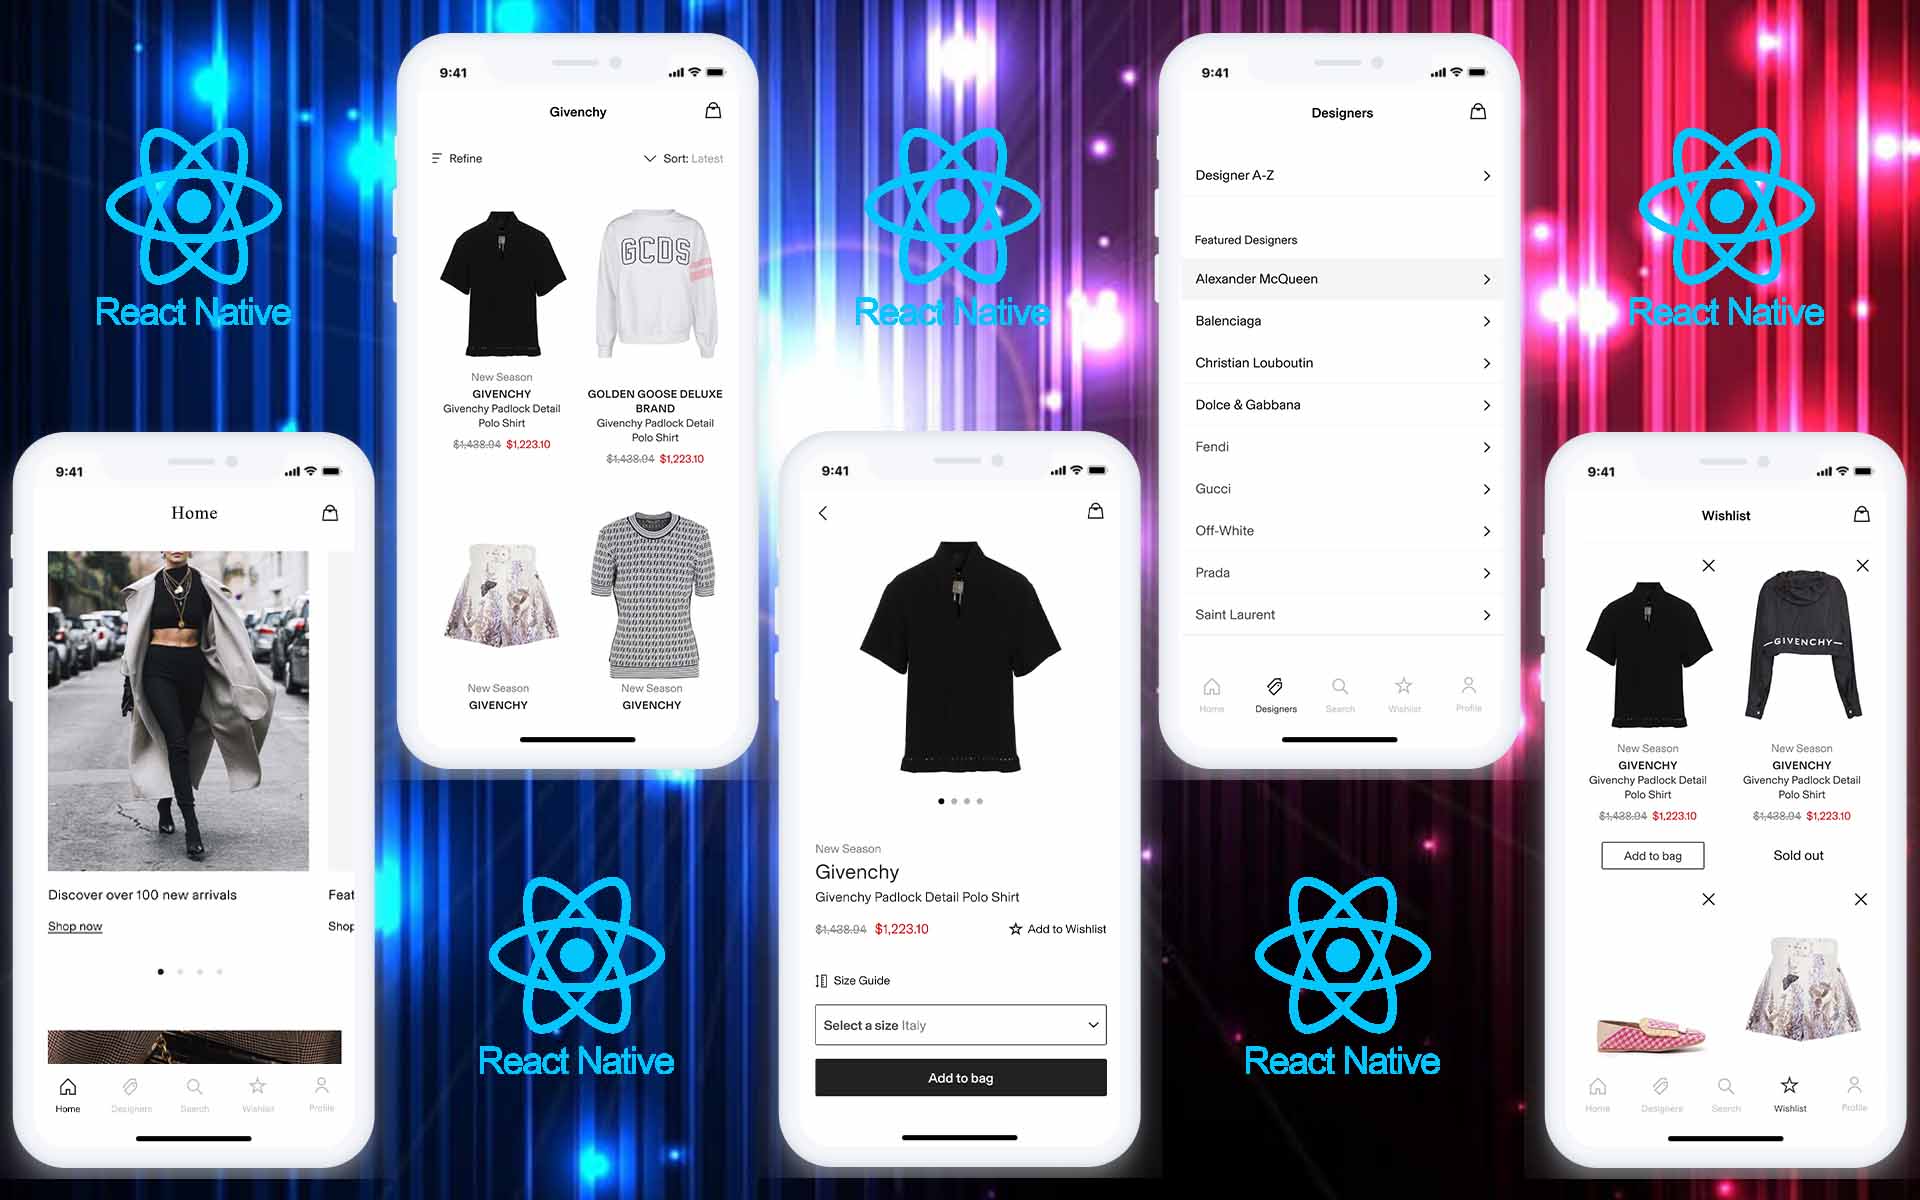 9:41
Givenchy
Refine
Sort: Latest
GCDS
New Season
GIVENCHY
Givenchy Padlock Detail
Polo Shirt
$1,438.94 $1,223.10
GOLDEN GOOSE DELUXE
BRAND
Givenchy Padlock Detail
Polo Shirt
$1,438.94 $1,223.10
New Season
GIVENCHY
New Season
GIVENCHY
9:41
Designers
Designer A-Z
Featured Designers
Alexander McQueen
Balenciaga
Christian Louboutin
Dolce & Gabbana
Fendi
Gucci
Off-White
Prada
Saint Laurent
Home
Designers
Search
Wishlist
Profile
React Native
React Native
React Native
9:41
Home
Discover over 100 new arrivals
Shop now
Feat
Shop
Home
Designers
Search
Wishlist
Profile
React Native
9:41
New Season
Givenchy
Givenchy Padlock Detail Polo Shirt
$1,438.94 $1,223.10
Add to Wishlist
Size Guide
Select a size Italy
Add to bag
React Native
9:41
Wishlist
New Season
GIVENCHY
Givenchy Padlock Detail
Polo Shirt
$1,438.94 $1,223.10
Add to bag
GIVENCHY
New Season
GIVENCHY
Givenchy Padlock Detail
Polo Shirt
$1,438.94 $1,223.10
Sold out
Home
Designers
Search
Wishlist
Profile